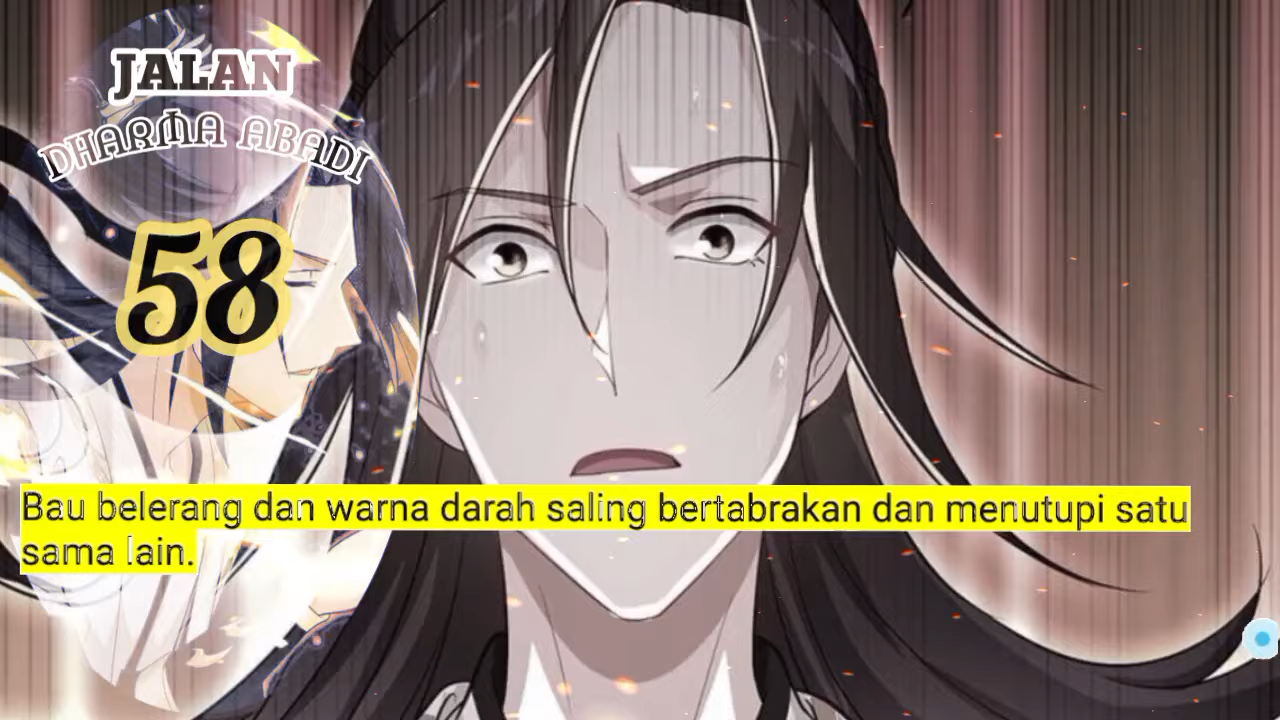 JALAN
DHARMA ABADI
58
Bau belerang dan warna darah saling bertabrakan dan menutupi satu
sama lain.